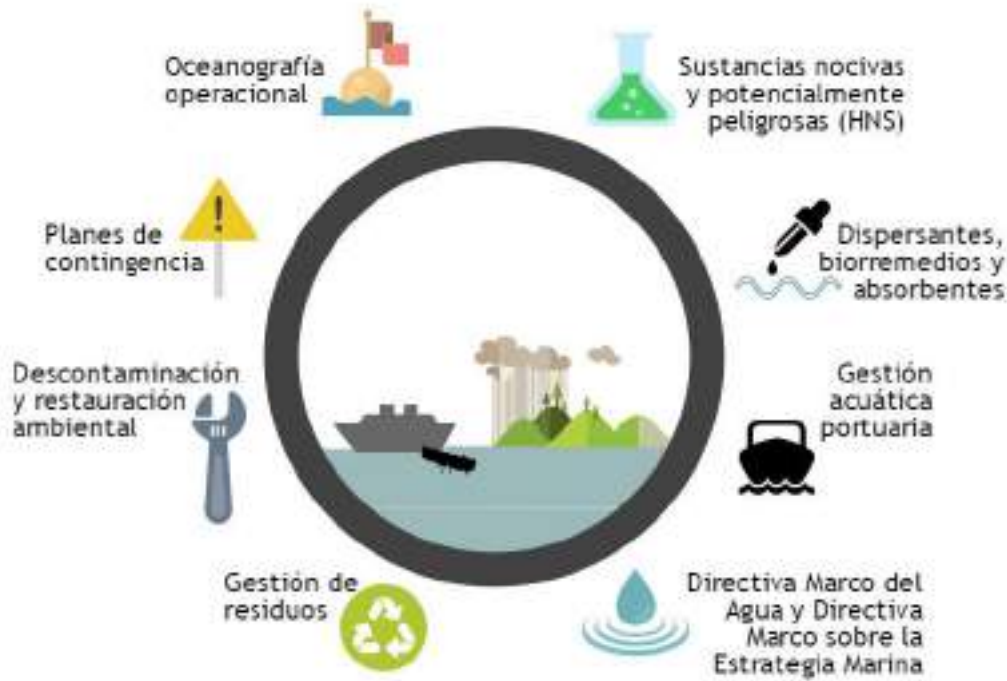 Oceanografía
operacional
Sustancias nocivas
y potencialmente
peligrosas (HNS)
Planes de
contingencia
Dispersantes,
biorremedios y
absorbentes
Descontaminación
y restauración
ambiental
Gestión
acuática
portuaria
Gestión de
residuos
Directiva Marco del
Agua y Directiva
Marco sobre la
Estrategia Marina